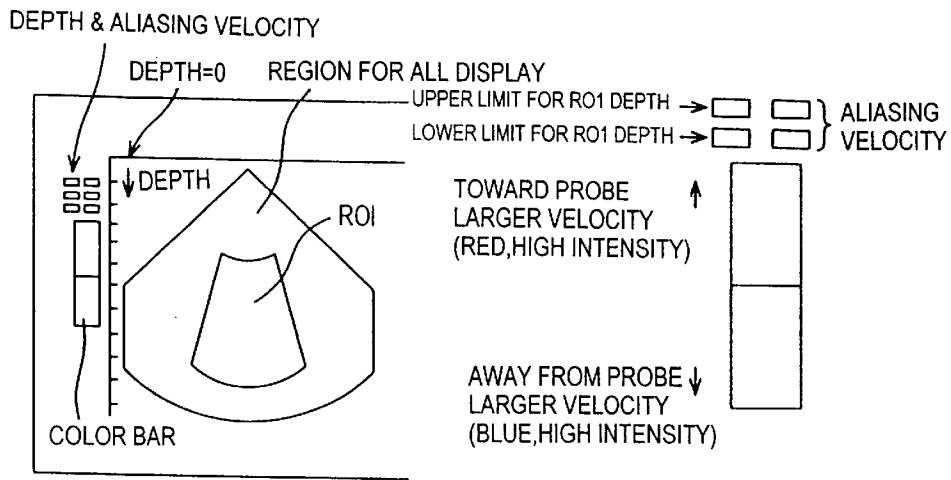 DEPTH & ALIASING VELOCITY
DEPTH=0
REGION FOR ALL DISPLAY
UPPER LIMIT FOR RO1 DEPTH
LOWER LIMIT FOR RO1 DEPTH
ALIASING
VELOCITY
DEPTH
ROI
TOWARD PROBE
LARGER VELOCITY
(RED,HIGH INTENSITY)
AWAY FROM PROBE
LARGER VELOCITY
(BLUE,HIGH INTENSITY)
COLOR BAR